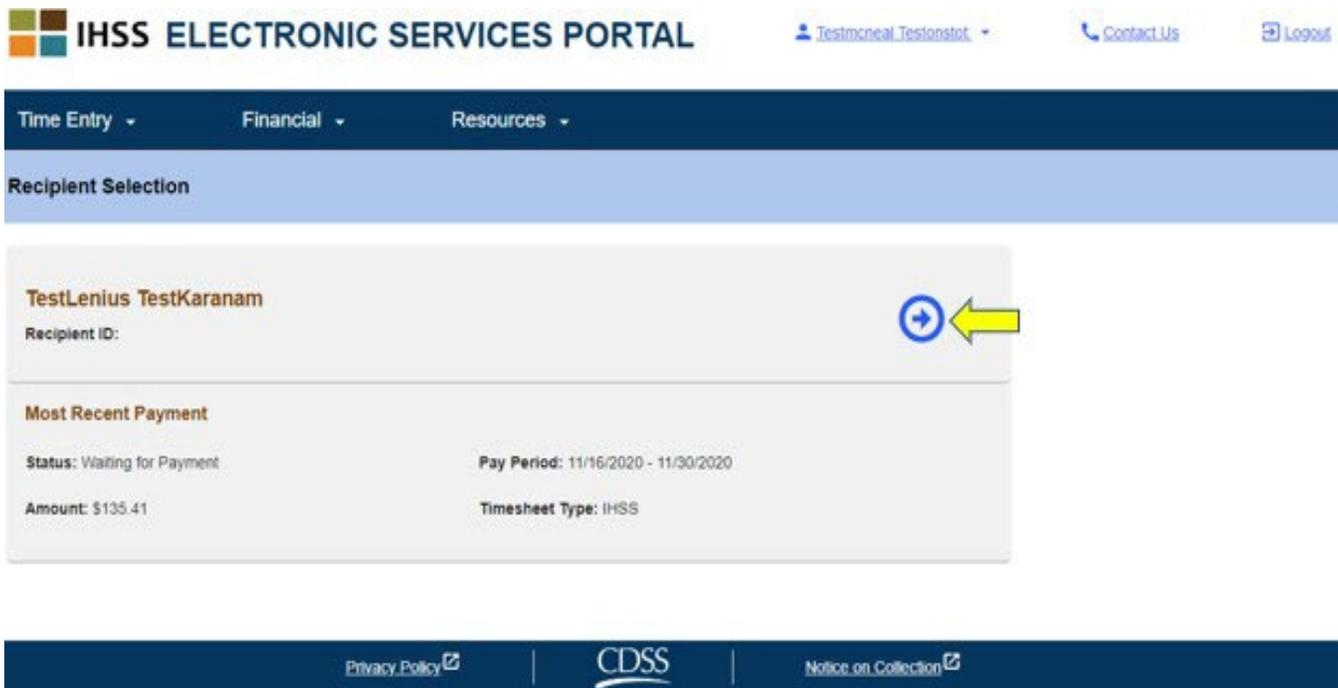 IHSS ELECTRONIC SERVICES PORTAL Testmcneal Testonstot Contact Us Logout
Time Entry Financial Resources
Recipient Selection
TestLenius TestKaranam
Recipient ID:
Most Recent Payment
Status: Waiting for Payment Pay Period: 11/16/2020 - 11/30/2020
Amount: $135.41 Timesheet Type: IHSS
Privacy Policy CDSS Notice on Collection